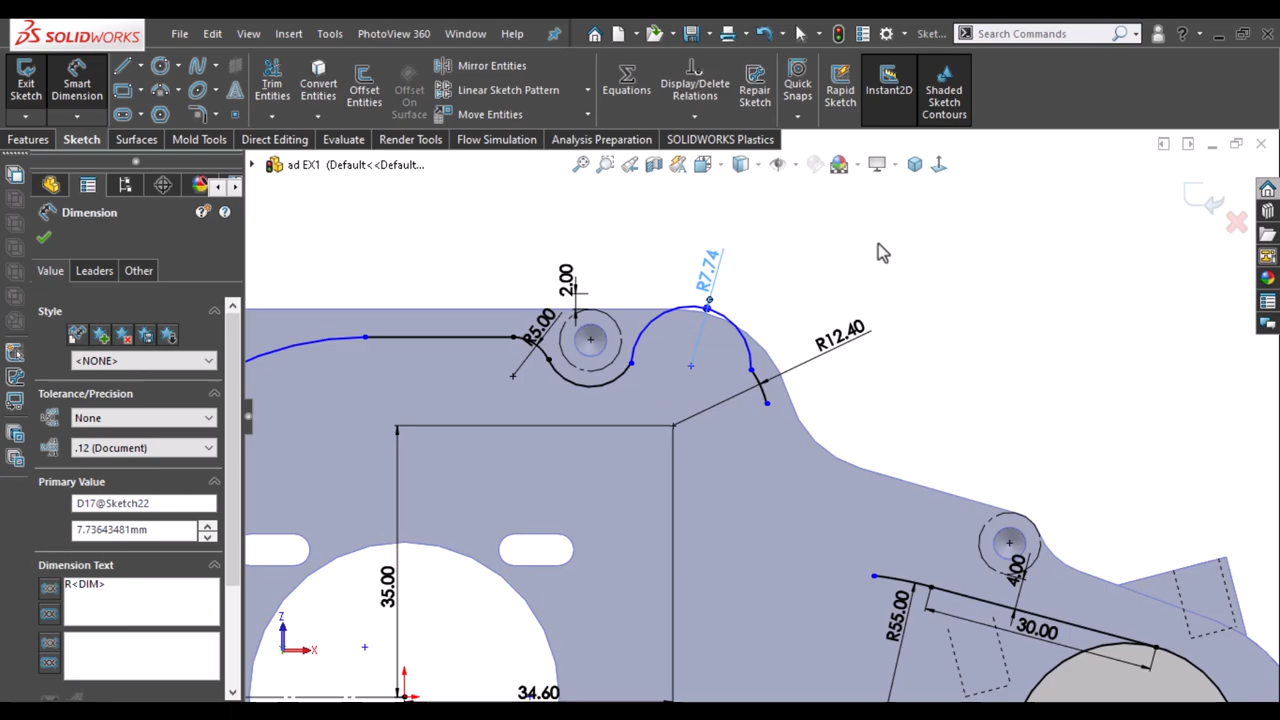 SOLIDWORKS File Edit View Insert Tools PhotoView 360 Window Help Sket... Search Commands ?
Exit Sketch Smart Dimension Trim Entities Convert Entities Offset Entities Offset On Surface Mirror Entities Linear Sketch Pattern Move Entities Equations Display/Delete Relations Repair Sketch Quick Snaps Rapid Sketch Instant2D Shaded Sketch Contours
Features Sketch Surfaces Mold Tools Direct Editing Evaluate Render Tools Flow Simulation Analysis Preparation SOLIDWORKS Plastics
ad EX1 (Default<<Default...
Dimension
Value Leaders Other
Style
<NONE>
Tolerance/Precision
None
.12 (Document)
Primary Value
D17@Sketch22
7.73643481mm
Dimension Text
R<DIM>
2.00
R7.74
R5.00
R12.40
35.00
4.00
R55.00
30.00
34.60
Z
X